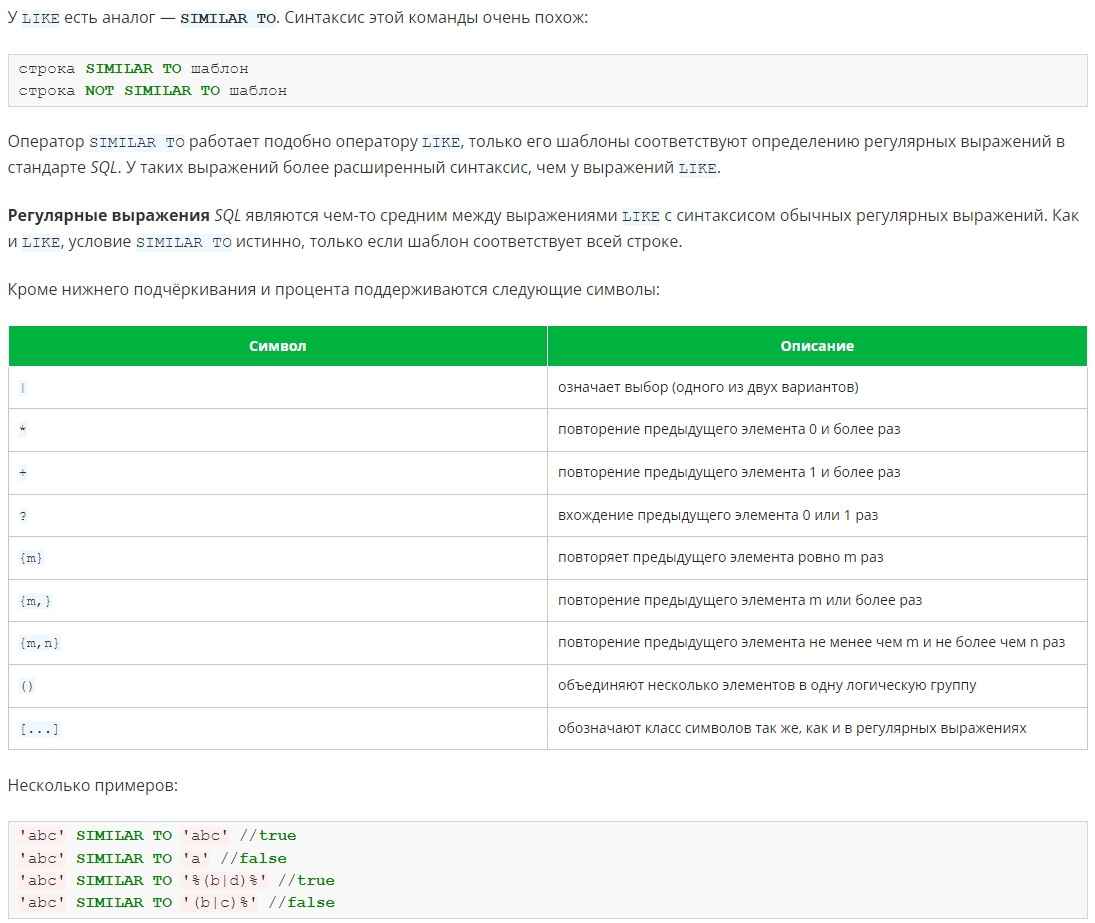 У LIKE есть аналог — SIMILAR TO. Синтаксис этой команды очень похож:
строка SIMILAR TO шаблон
строка NOT SIMILAR TO шаблон
Оператор SIMILAR TO работает подобно оператору LIKE, только его шаблоны соответствуют определению регулярных выражений в
стандарте SQL. У таких выражений более расширенный синтаксис, чем у выражений LIKE.
Регулярные выражения SQL являются чем-то средним между выражениями LIKE с синтаксисом обычных регулярных выражений. Как
и LIKE, условие SIMILAR TO истинно, только если шаблон соответствует всей строке.
Кроме нижнего подчёркивания и процента поддерживаются следующие символы:
Символ Описание
| означает выбор (одного из двух вариантов)
* повторение предыдущего элемента 0 и более раз
+ повторение предыдущего элемента 1 и более раз
? вхождение предыдущего элемента 0 или 1 раз
{m} повторяет предыдущего элемента ровно m раз
{m,} повторение предыдущего элемента m или более раз
{m,n} повторение предыдущего элемента не менее чем m и не более чем n раз
() объединяют несколько элементов в одну логическую группу
[...] обозначают класс символов так же, как и в регулярных выражениях
Несколько примеров:
'abc' SIMILAR TO 'abc' //true
'abc' SIMILAR TO 'a' //false
'abc' SIMILAR TO '%(b|d)%' //true
'abc' SIMILAR TO '(b|c)%' //false